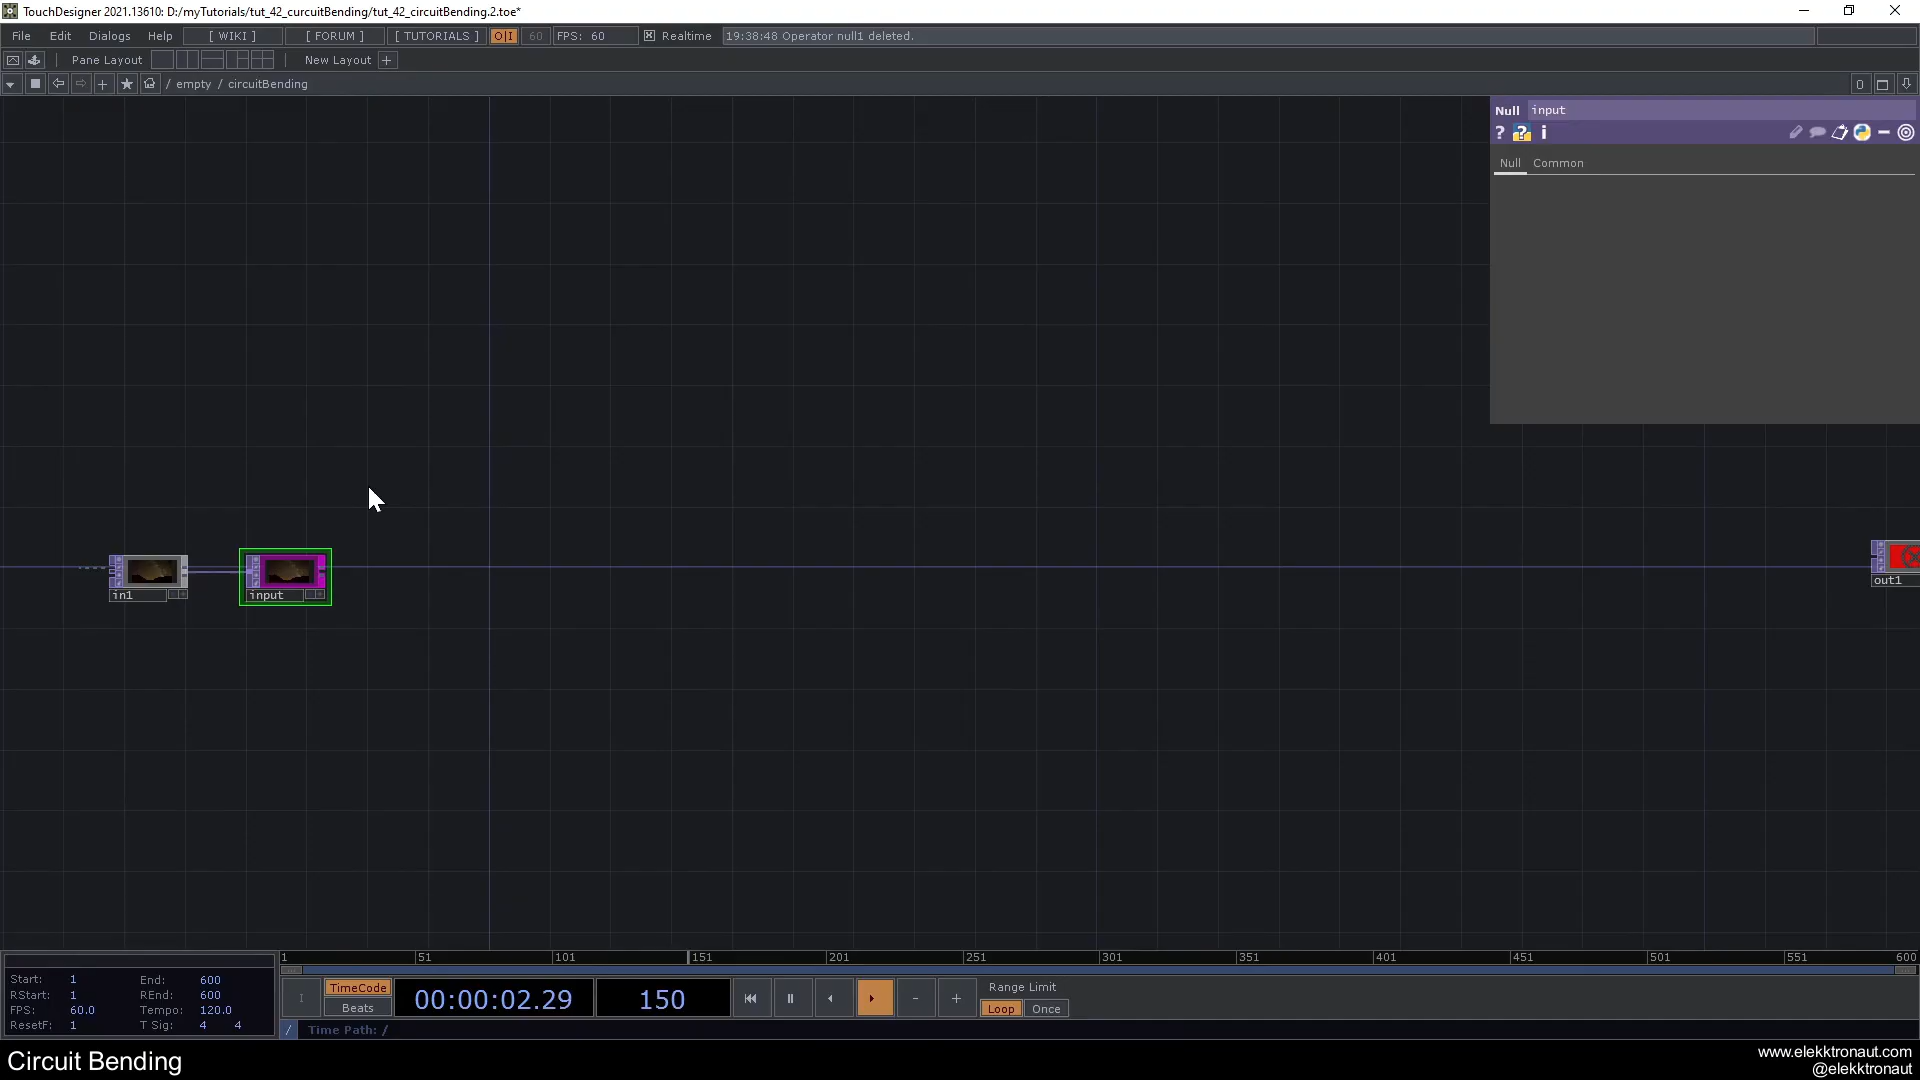 TouchDesigner 2021.13610: D:/myTutorials/tut_42_curcuitBending/tut_42_circuitBending.2.toe*
File Edit Dialogs Help [ WIKI ] [ FORUM ] [ TUTORIALS ] O|I 60 FPS: 60 Realtime 19:38:48 Operator null1 deleted.
Pane Layout New Layout +
/ empty / circuitBending 0
Null input
? ? i
Null Common
in1
input
out1
1 51 101 151 201 251 301 351 401 451 501 551 600
Start: 1 End: 600
RStart: 1 REnd: 600
FPS: 60.0 Tempo: 120.0
ResetF: 1 T Sig: 4 4
I TimeCode Beats 00:00:02.29 150 - + Range Limit
Loop Once
/ Time Path: /
Circuit Bending
www.elekktronaut.com
@elekktronaut